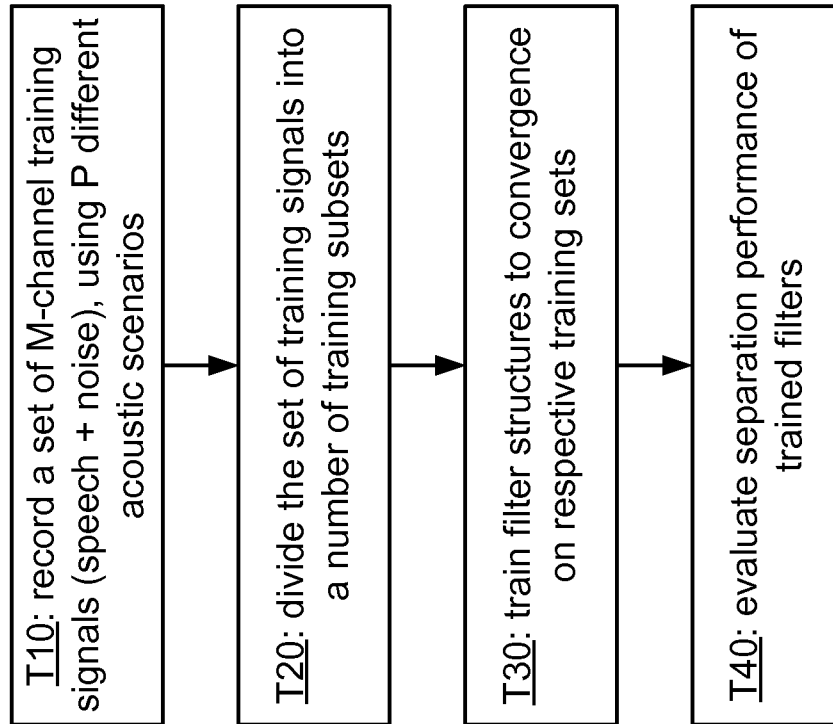 T10: record a set of M-channel training
signals (speech + noise), using P different
acoustic scenarios
T20: divide the set of training signals into
a number of training subsets
T30: train filter structures to convergence
on respective training sets
T40: evaluate separation performance of
trained filters